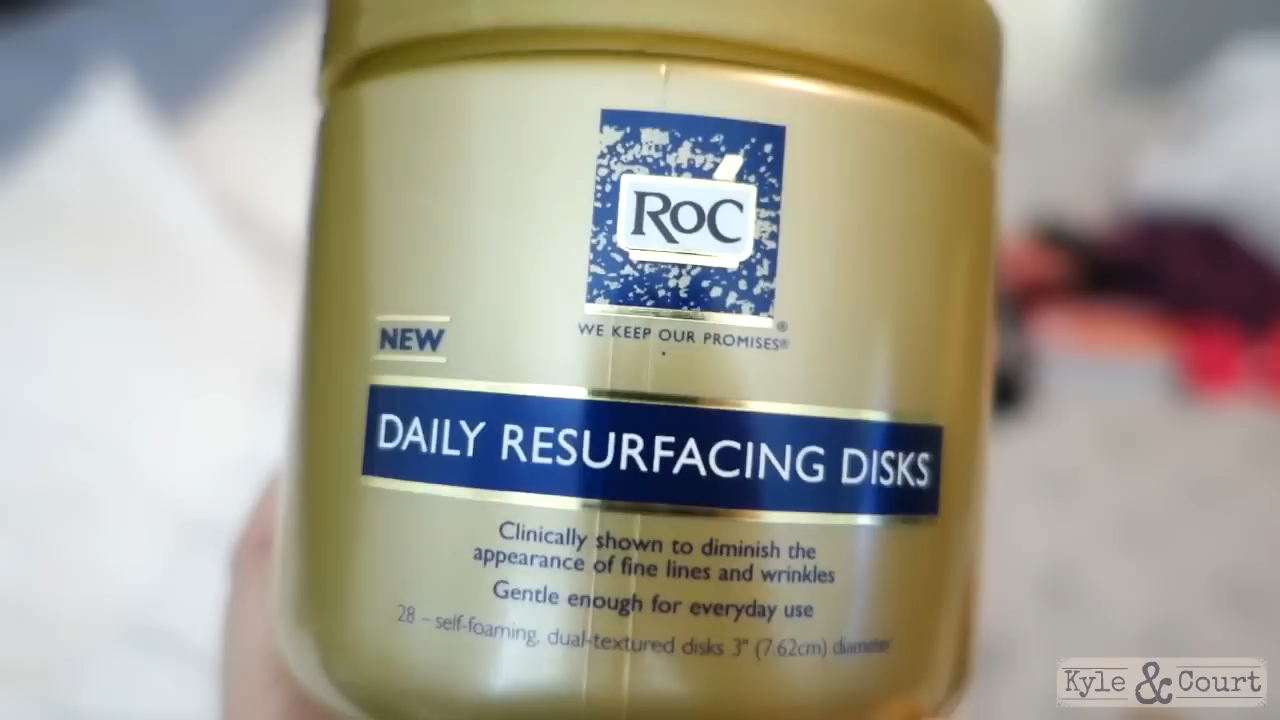 RoC
®
WE KEEP OUR PROMISES®
NEW
DAILY RESURFACING DISKS
Clinically shown to diminish the
appearance of fine lines and wrinkles
Gentle enough for everyday use
28 – self-foaming, dual-textured disks 3" (7.62cm) diameter
Kyle & Court